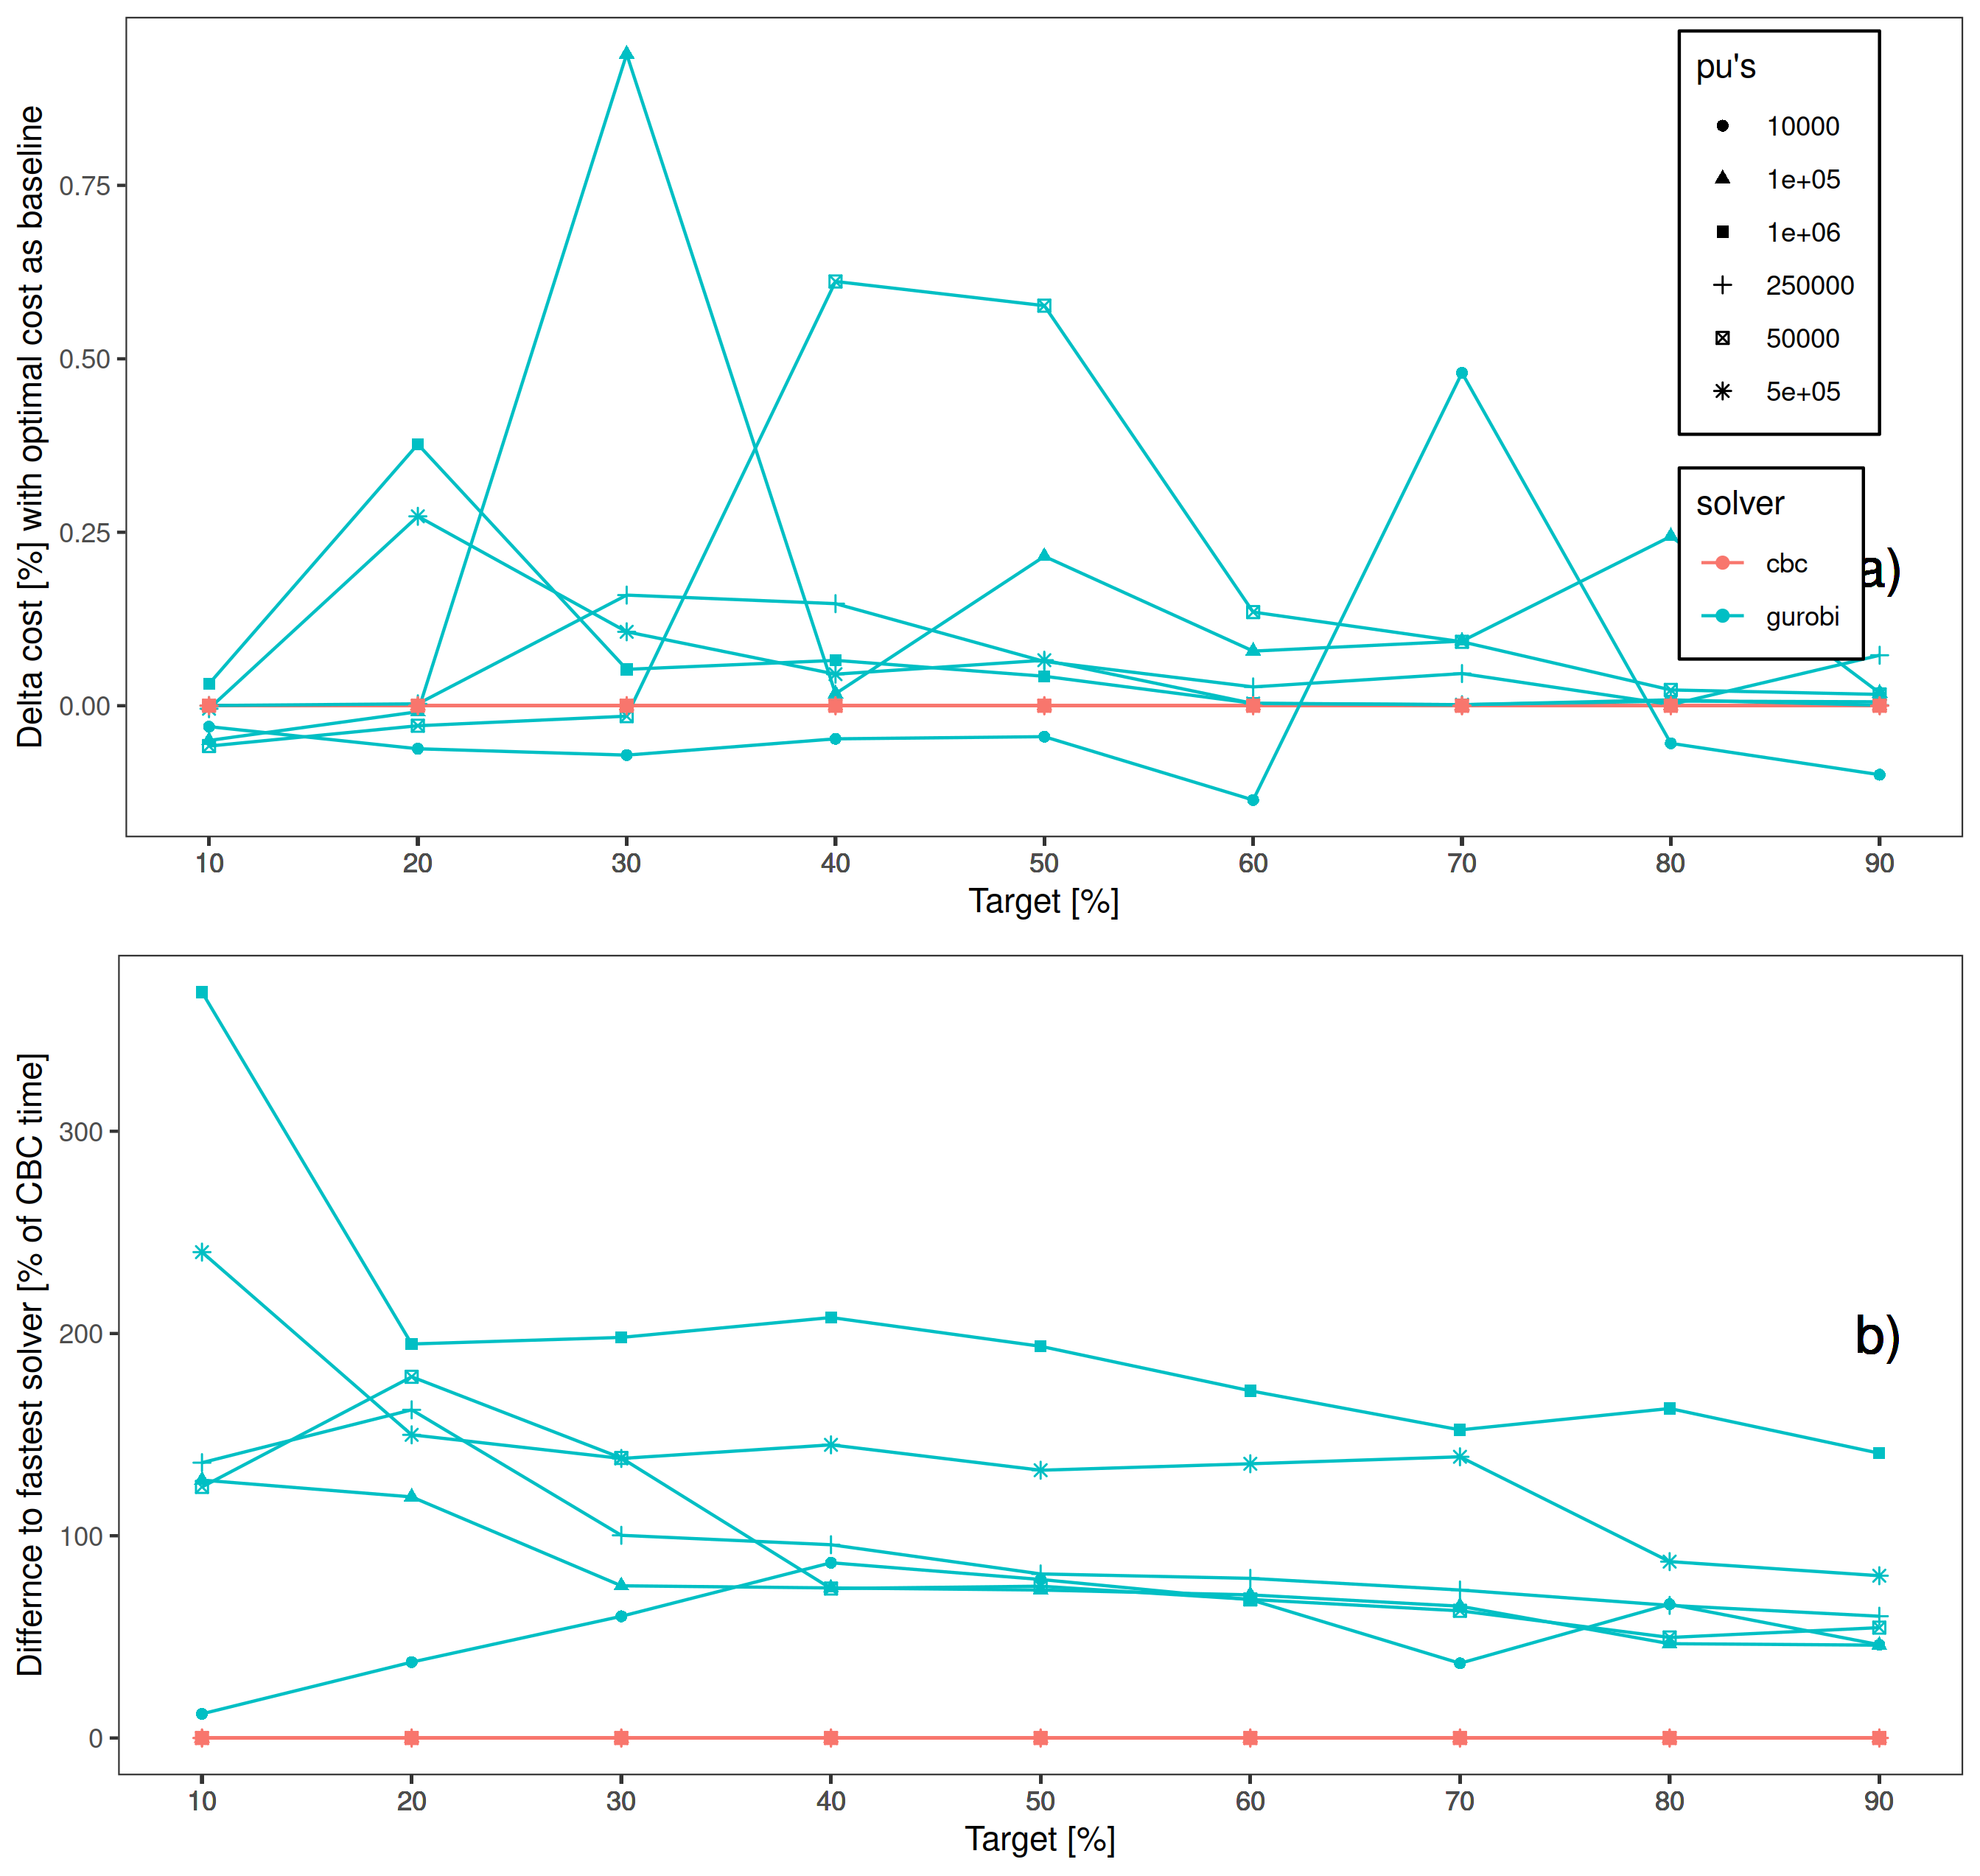 Delta cost [%] with optimal cost as baseline
0.75
0.50
0.25
0.00
pu's
10000
1e+05
1e+06
250000
50000
5e+05
solver
cbc
gurobi
a)
10 20 30 40 50 60 70 80 90
Target [%]
Differnce to fastest solver [% of CBC time]
300
200
100
0
b)
10 20 30 40 50 60 70 80 90
Target [%]